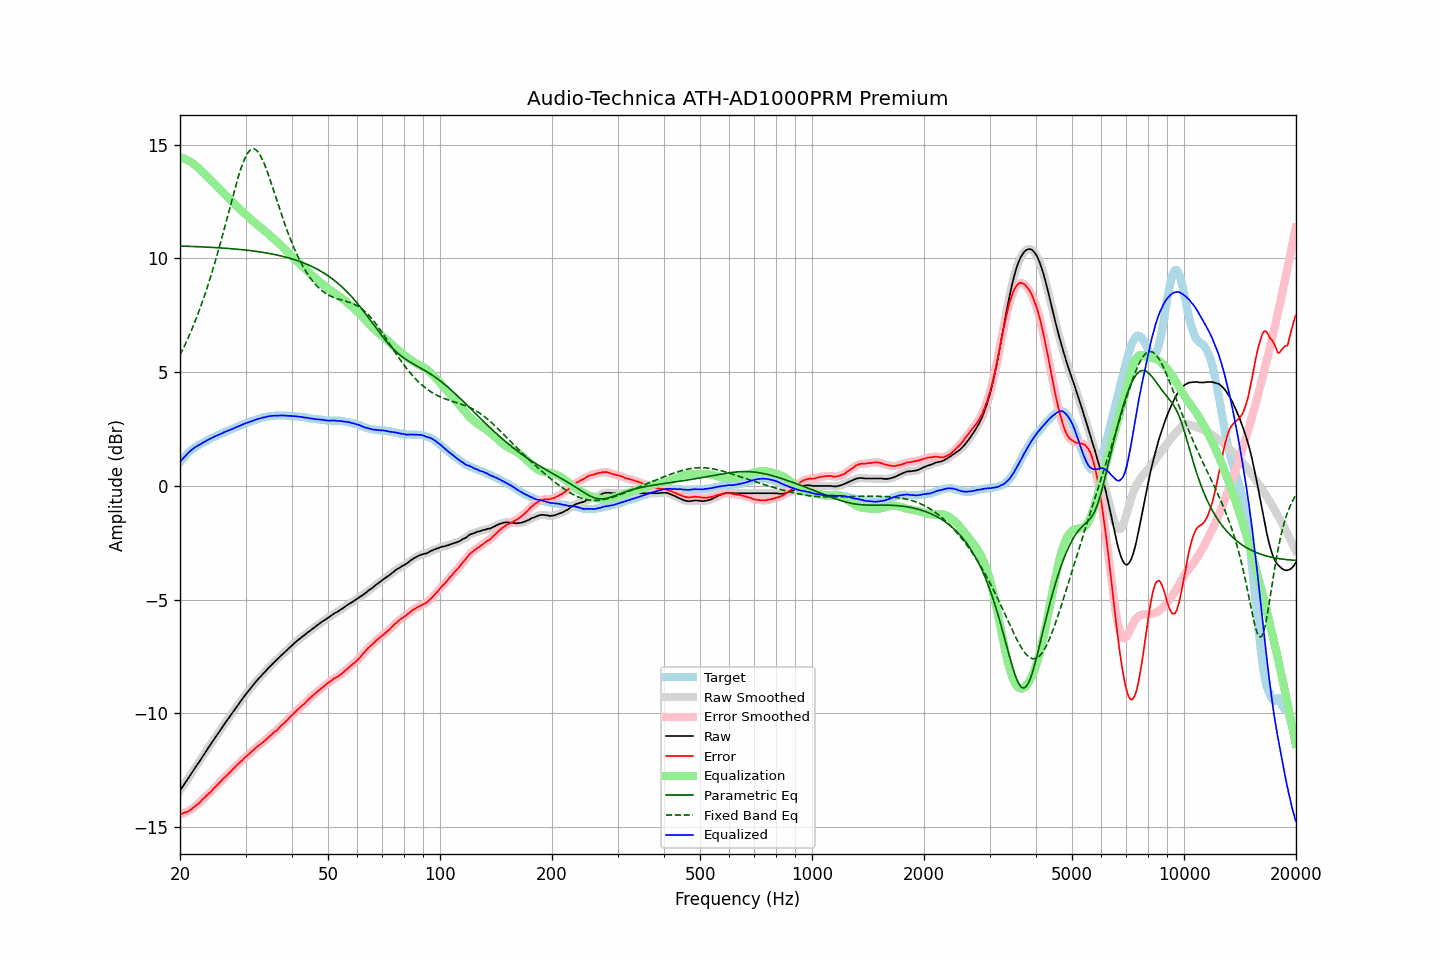 Audio-Technica ATH-AD1000PRM Premium
Amplitude (dBr)
15
10
5
0
−5
−10
−15
Target
Raw Smoothed
Error Smoothed
Raw
Error
Equalization
Parametric Eq
Fixed Band Eq
Equalized
20 50 100 200 500 1000 2000 5000 10000 20000
Frequency (Hz)